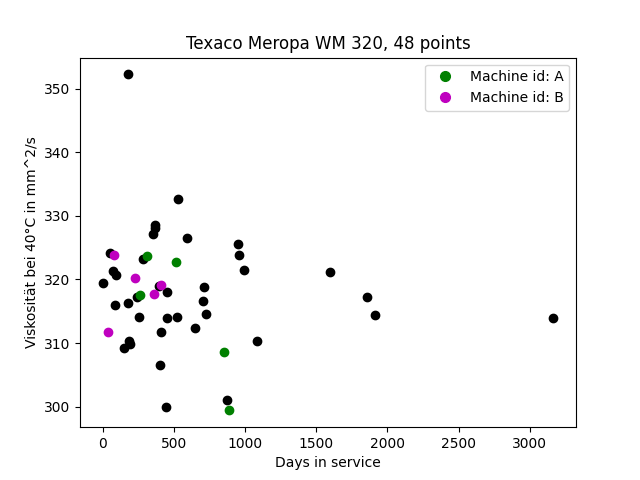 Texaco Meropa WM 320, 48 points
Machine id: A
Machine id: B
Viskosität bei 40°C in mm^2/s
350
340
330
320
310
300
0 500 1000 1500 2000 2500 3000
Days in service